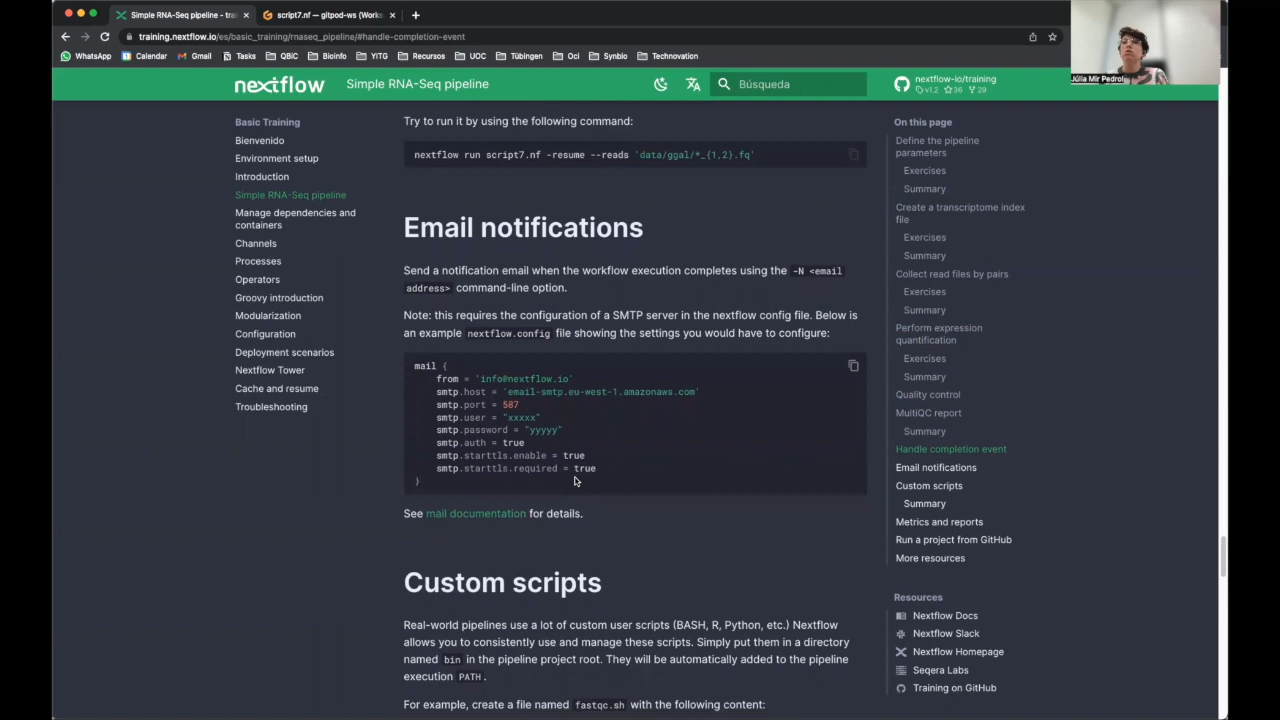 Simple RNA-Seq pipeline - trai
script7.nf — gitpod-ws (Works
training.nextflow.io/es/basic_training/rnaseq_pipeline/#handle-completion-event
WhatsApp
Calendar
Gmail
Tasks
QBiC
Bioinfo
YITG
Recursos
UOC
Tübingen
Oci
Synbio
Technovation
Júlia Mir Pedrol
nextflow
Simple RNA-Seq pipeline
Búsqueda
nextflow-io/training
v1.2 36 29
Basic Training
Bienvenido
Environment setup
Introduction
Simple RNA-Seq pipeline
Manage dependencies and
containers
Channels
Processes
Operators
Groovy introduction
Modularization
Configuration
Deployment scenarios
Nextflow Tower
Cache and resume
Troubleshooting
Try to run it by using the following command:
nextflow run script7.nf -resume --reads 'data/ggal/*_{1,2}.fq'
Email notifications
Send a notification email when the workflow execution completes using the -N <email
address> command-line option.
Note: this requires the configuration of a SMTP server in the nextflow config file. Below is
an example nextflow.config file showing the settings you would have to configure:
mail {
from = 'info@nextflow.io'
smtp.host = 'email-smtp.eu-west-1.amazonaws.com'
smtp.port = 587
smtp.user = "xxxxx"
smtp.password = "yyyyy"
smtp.auth = true
smtp.starttls.enable = true
smtp.starttls.required = true
}
See mail documentation for details.
Custom scripts
Real-world pipelines use a lot of custom user scripts (BASH, R, Python, etc.) Nextflow
allows you to consistently use and manage these scripts. Simply put them in a directory
named bin in the pipeline project root. They will be automatically added to the pipeline
execution PATH.
For example, create a file named fastqc.sh with the following content:
On this page
Define the pipeline
parameters
Exercises
Summary
Create a transcriptome index
file
Exercises
Summary
Collect read files by pairs
Exercises
Summary
Perform expression
quantification
Exercises
Summary
Quality control
MultiQC report
Summary
Handle completion event
Email notifications
Custom scripts
Summary
Metrics and reports
Run a project from GitHub
More resources
Resources
Nextflow Docs
Nextflow Slack
Nextflow Homepage
Seqera Labs
Training on GitHub